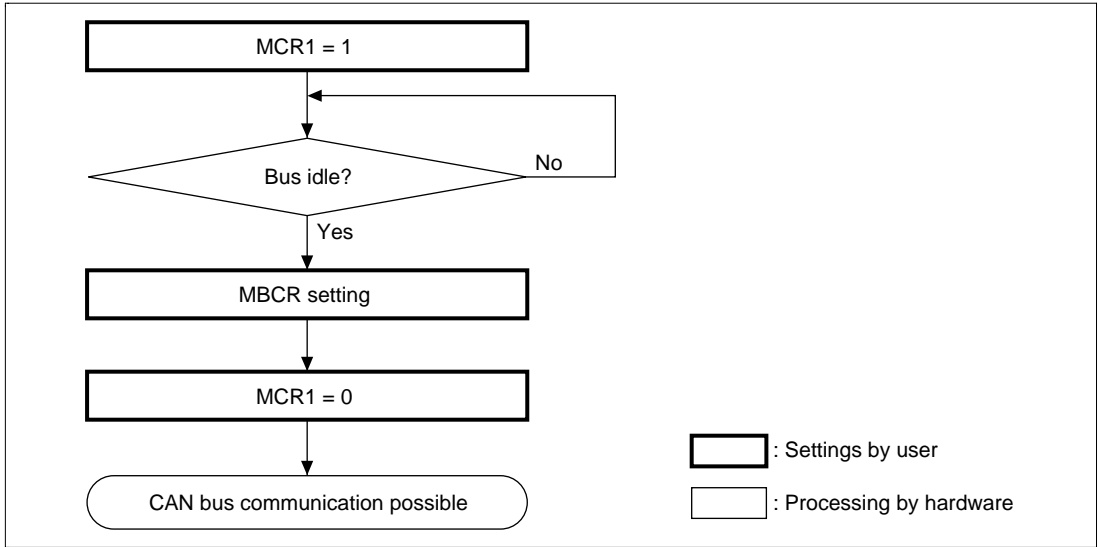 MCR1 = 1
Bus idle?
No
Yes
MBCR setting
MCR1 = 0
CAN bus communication possible
: Settings by user
: Processing by hardware